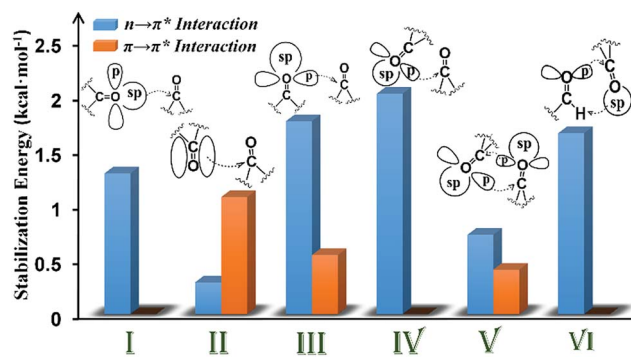 Stabilization Energy (kcal·mol⁻¹)
2.5
2
1.5
1
0.5
0
n→π* Interaction
π→π* Interaction
p
C=O
sp
O
C
C
O
O
C
sp
O
p
C
O
C
sp
O
C
p
O
C
sp
O
C
p
sp
p
O
C
O
p
C
H
C
O
sp
I
II
III
IV
V
VI